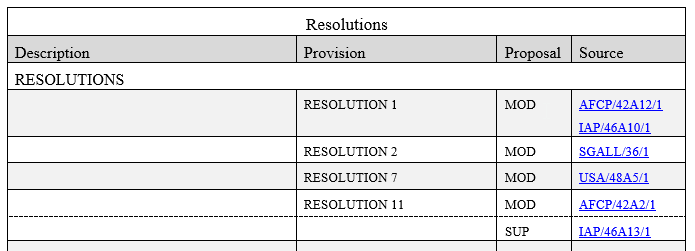 Resolutions
Description Provision Proposal Source
RESOLUTIONS
RESOLUTION 1 MOD AFCP/42A12/1
IAP/46A10/1
RESOLUTION 2 MOD SGALL/36/1
RESOLUTION 7 MOD USA/48A5/1
RESOLUTION 11 MOD AFCP/42A2/1
SUP IAP/46A13/1